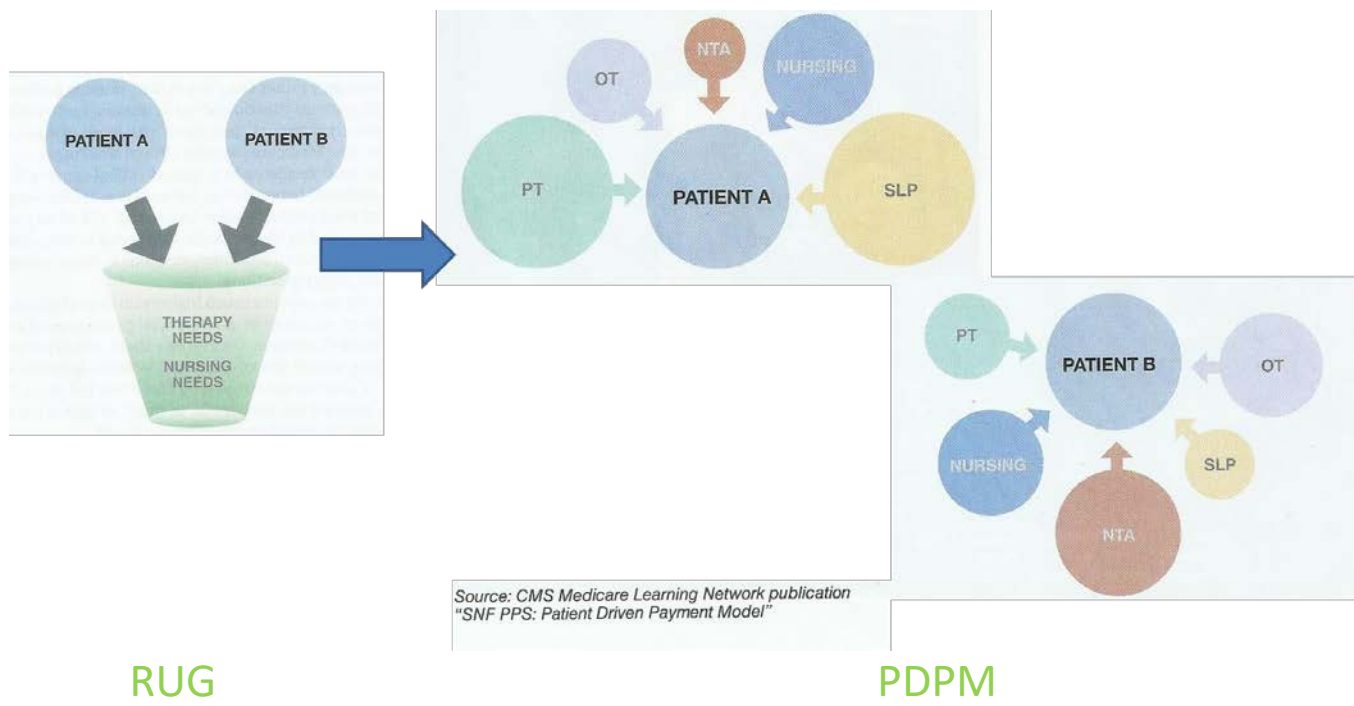 PATIENT A
PATIENT B
THERAPY
NEEDS
NURSING
NEEDS
NTA
OT
NURSING
PT
PATIENT A
SLP
PT
PATIENT B
OT
NURSING
SLP
NTA
Source: CMS Medicare Learning Network publication
"SNF PPS: Patient Driven Payment Model"
RUG
PDPM